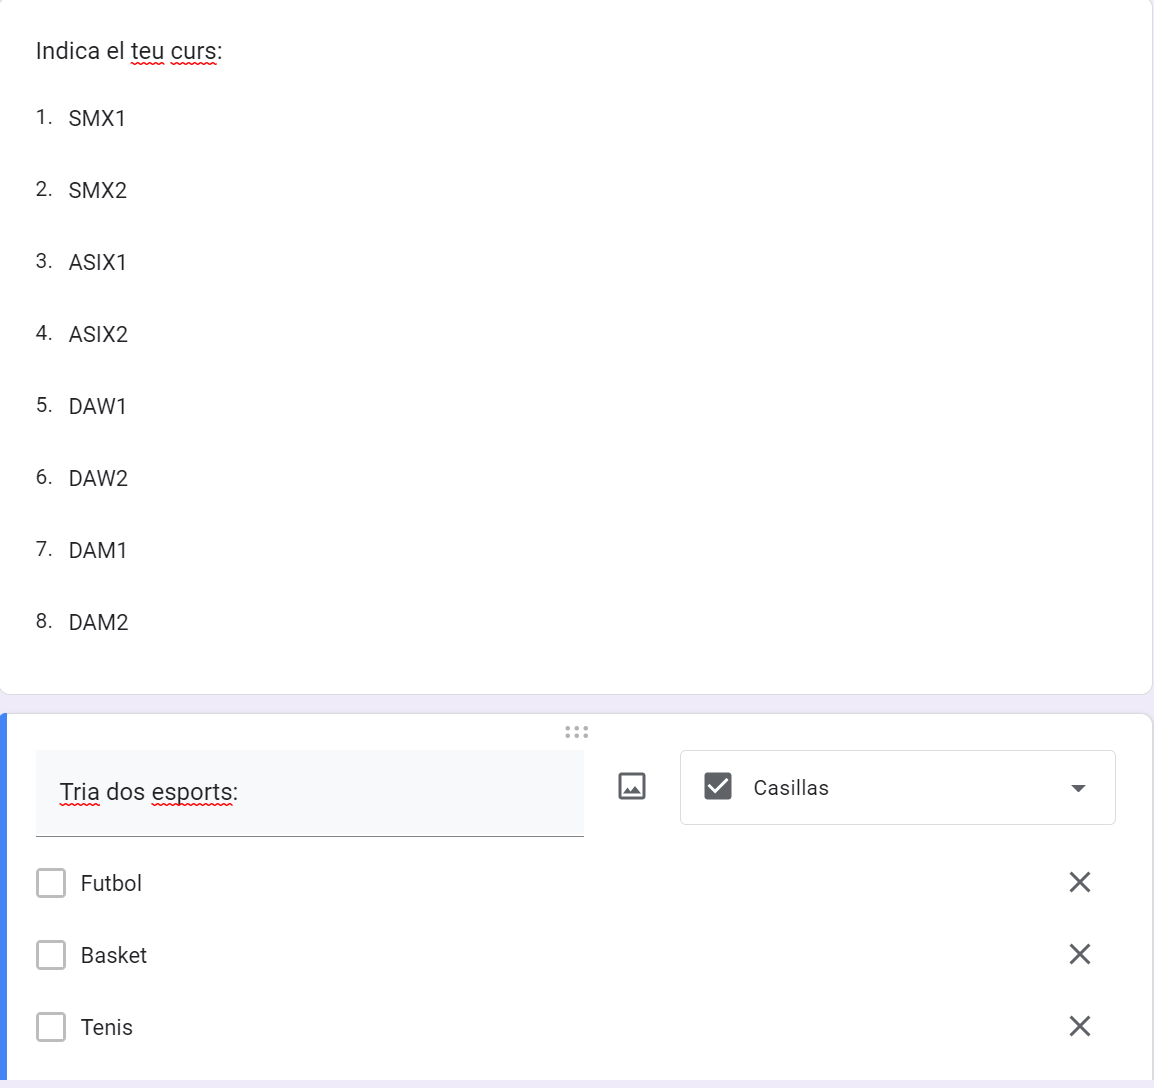 Indica el teu curs:
1. SMX1
2. SMX2
3. ASIX1
4. ASIX2
5. DAW1
6. DAW2
7. DAM1
8. DAM2
Tria dos esports:
Casillas
Futbol
Basket
Tenis